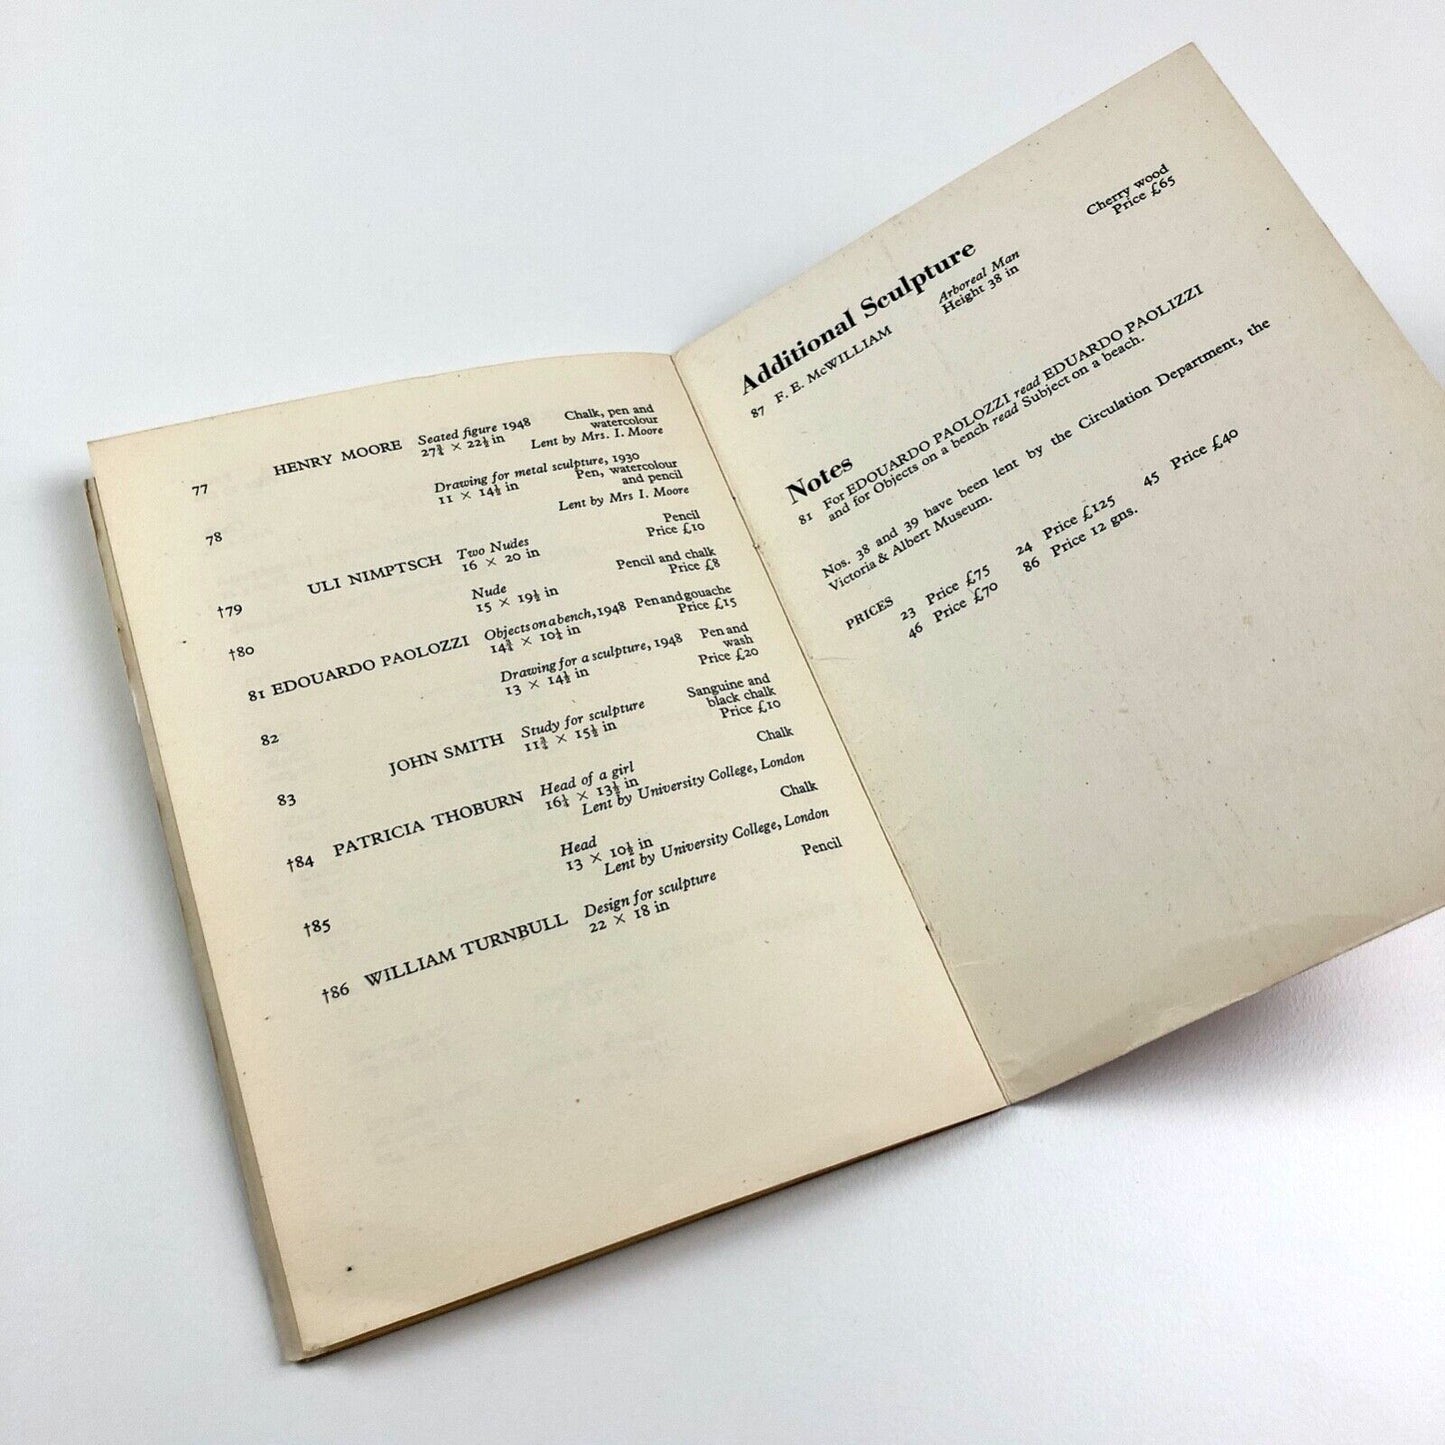 77 HENRY MOORE Seated figure 1948 Chalk, pen and
27¾ × 22½ in watercolour
Lent by Mrs. I. Moore
78 Drawing for metal sculpture, 1930
11 × 14½ in Pen, watercolour
and pencil
Lent by Mrs I. Moore
†79 ULI NIMPTSCH Two Nudes Pencil
16 × 20 in Price £10
†80 Nude Pencil and chalk
15 × 19½ in Price £8
81 EDOUARDO PAOLOZZI Objects on a bench, 1948 Pen and gouache
14¾ × 10¼ in Price £15
82 Drawing for a sculpture, 1948 Pen and
13 × 14½ in wash
Price £20
83 JOHN SMITH Study for sculpture Sanguine and
11¾ × 15½ in black chalk
Price £10
†84 PATRICIA THOBURN Head of a girl Chalk
16¼ × 13½ in
Lent by University College, London
†85 Head Chalk
13 × 10½ in
Lent by University College, London
†86 WILLIAM TURNBULL Design for sculpture Pencil
22 × 18 in
Additional Sculpture
87 F. E. McWILLIAM Arboreal Man Cherry wood
Height 38 in Price £65
Notes
81 For EDOUARDO PAOLOZZI read EDUARDO PAOLIZZI
and for Objects on a bench read Subject on a beach.
Nos. 38 and 39 have been lent by the Circulation Department, the
Victoria & Albert Museum.
PRICES 23 Price £75 24 Price £125 45 Price £40
46 Price £70 86 Price 12 gns.